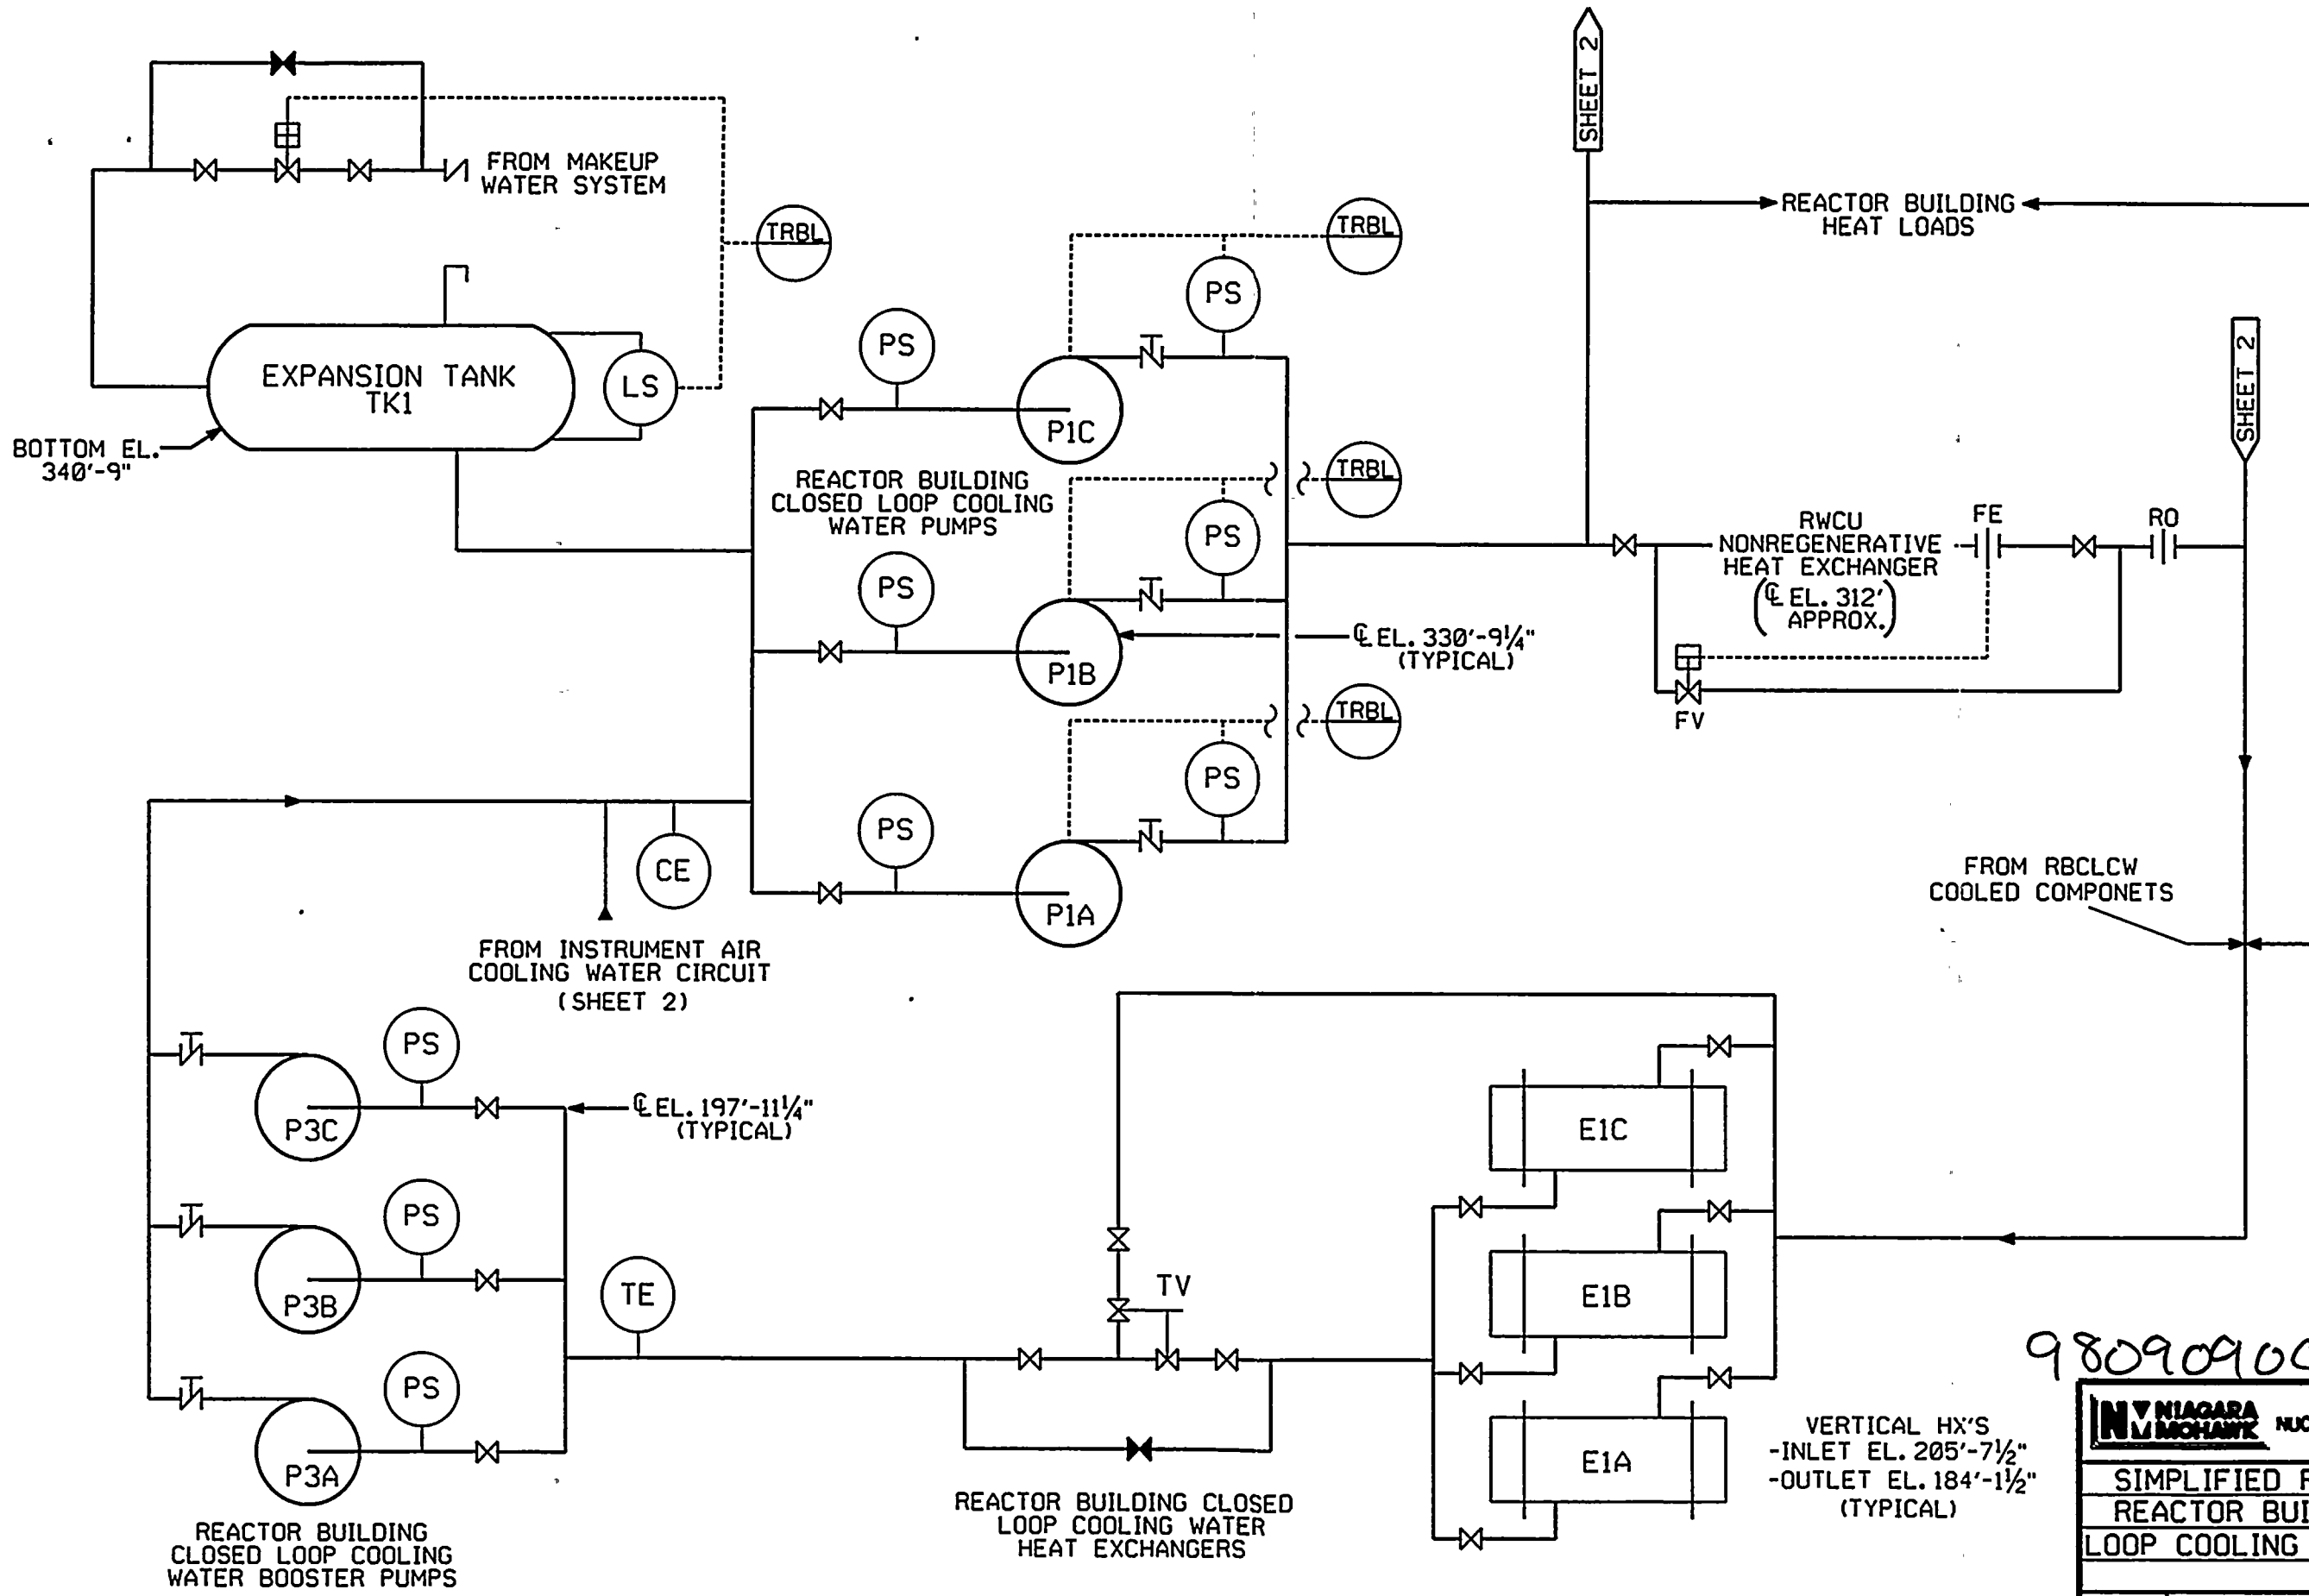 SHEET 2
FROM MAKEUP
WATER SYSTEM
TRBL
TRBL
REACTOR BUILDING
HEAT LOADS
PS
PS
EXPANSION TANK
TK1
LS
SHEET 2
BOTTOM EL.
340'-9"
P1C
REACTOR BUILDING
CLOSED LOOP COOLING
WATER PUMPS
TRBL
PS
PS
RWCU
NONREGENERATIVE
HEAT EXCHANGER
(℄ EL. 312'
APPROX.)
FE
RO
℄ EL. 330'-9¼"
(TYPICAL)
P1B
FV
TRBL
PS
PS
CE
P1A
FROM INSTRUMENT AIR
COOLING WATER CIRCUIT
(SHEET 2)
FROM RBCLCW
COOLED COMPONETS
PS
P3C
℄ EL. 197'-11¼"
(TYPICAL)
E1C
PS
P3B
TE
TV
E1B
PS
P3A
E1A
VERTICAL HX'S
-INLET EL. 205'-7½"
-OUTLET EL. 184'-1½"
(TYPICAL)
REACTOR BUILDING CLOSED
LOOP COOLING WATER
HEAT EXCHANGERS
REACTOR BUILDING
CLOSED LOOP COOLING
WATER BOOSTER PUMPS
9809090
NIAGARA
MOHAWK
SIMPLIFIED
REACTOR
LOOP COOLING